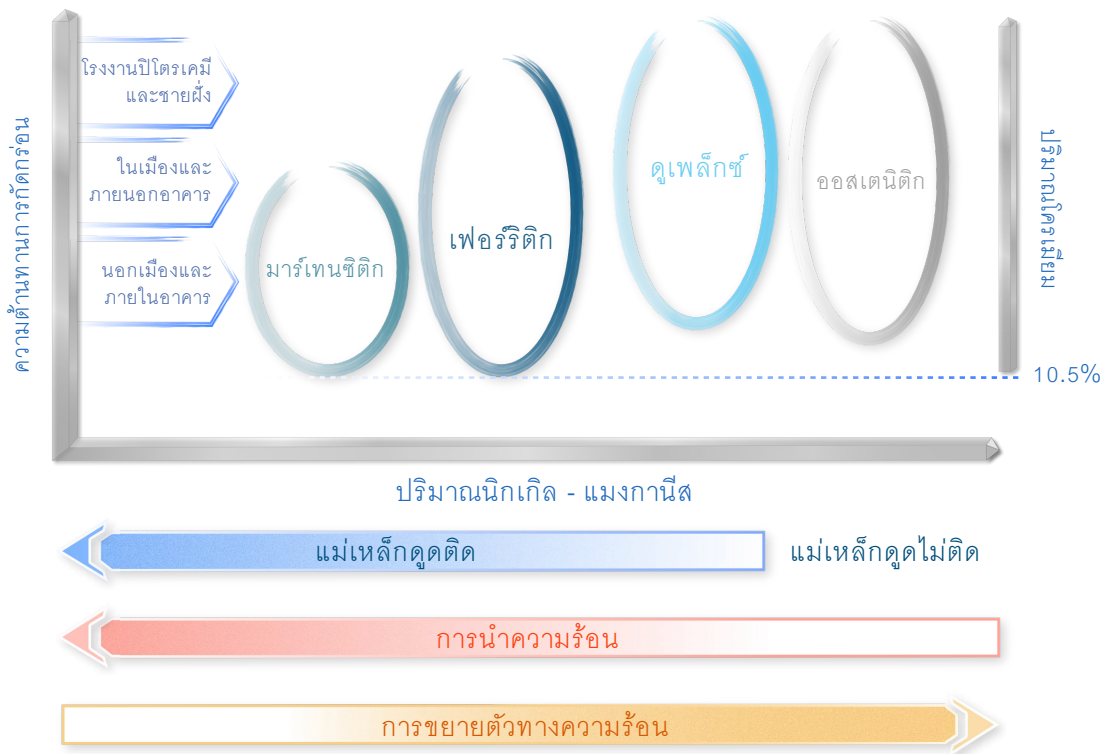 ความต้านทานการกัดกร่อน
โรงงานปิโตรเคมี
และชายฝั่ง
ในเมืองและ
ภายนอกอาคาร
นอกเมืองและ
ภายในอาคาร
มาร์เทนซิติก
เฟอร์ริติก
ดูเพล็กซ์
ออสเตนิติก
ปริมาณโครเมียม
10.5%
ปริมาณนิกเกิล - แมงกานีส
แม่เหล็กดูดติด
แม่เหล็กดูดไม่ติด
การนำความร้อน
การขยายตัวทางความร้อน